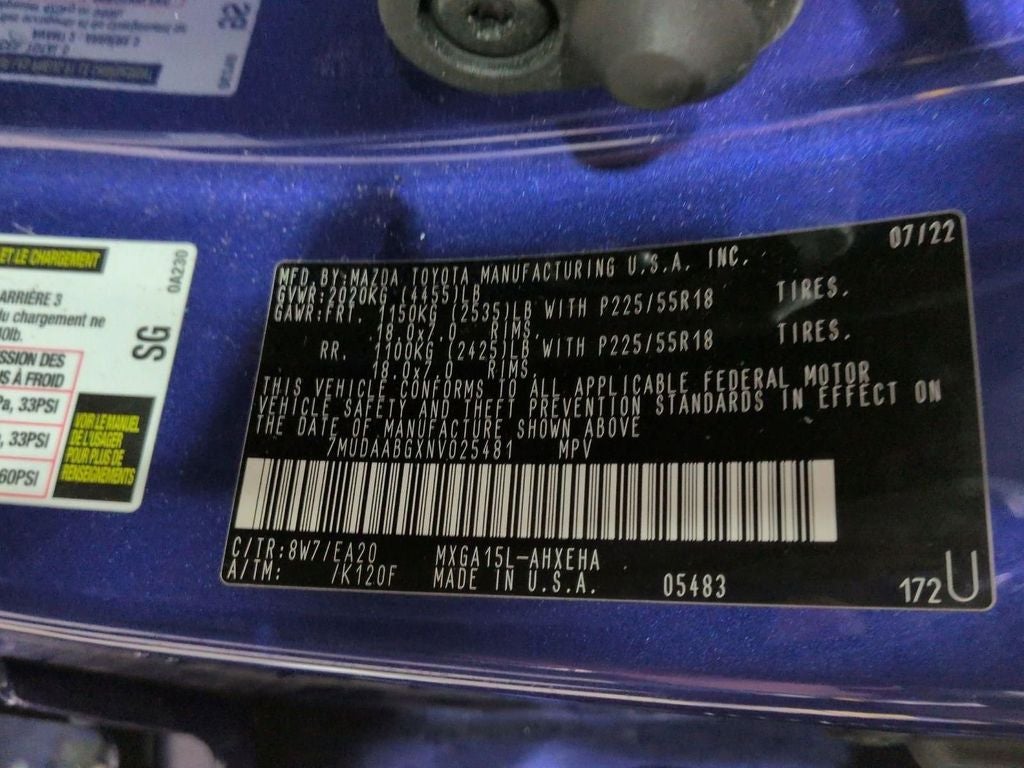 ET LE CHARGEMENT
0A230
ARRIÈRE 3
du chargement ne
SSION DES
S À FROID
SG
Pa, 33PSI
, 33PSI
60PSI
VOIR LE MANUEL
DE L'USAGER
POUR PLUS DE
RENSEIGNEMENTS
07/22
MFD. BY: MAZDA TOYOTA MANUFACTURING U.S.A. INC.
GVWR: 2020KG (4455)LB
GAWR: FRT. 1150KG (2535)LB WITH P225/55R18 TIRES.
18.0x7.0 RIMS.
RR. 1100KG (2425)LB WITH P225/55R18 TIRES.
18.0x7.0 RIMS.
THIS VEHICLE CONFORMS TO ALL APPLICABLE FEDERAL MOTOR
VEHICLE SAFETY AND THEFT PREVENTION STANDARDS IN EFFECT ON
THE DATE OF MANUFACTURE SHOWN ABOVE
7MUDAABGXNV025481 MPV
C/TR: 8W7/EA20 MXGA15L-AHXEHA
A/TM: /K120F MADE IN U.S.A. 05483
172U